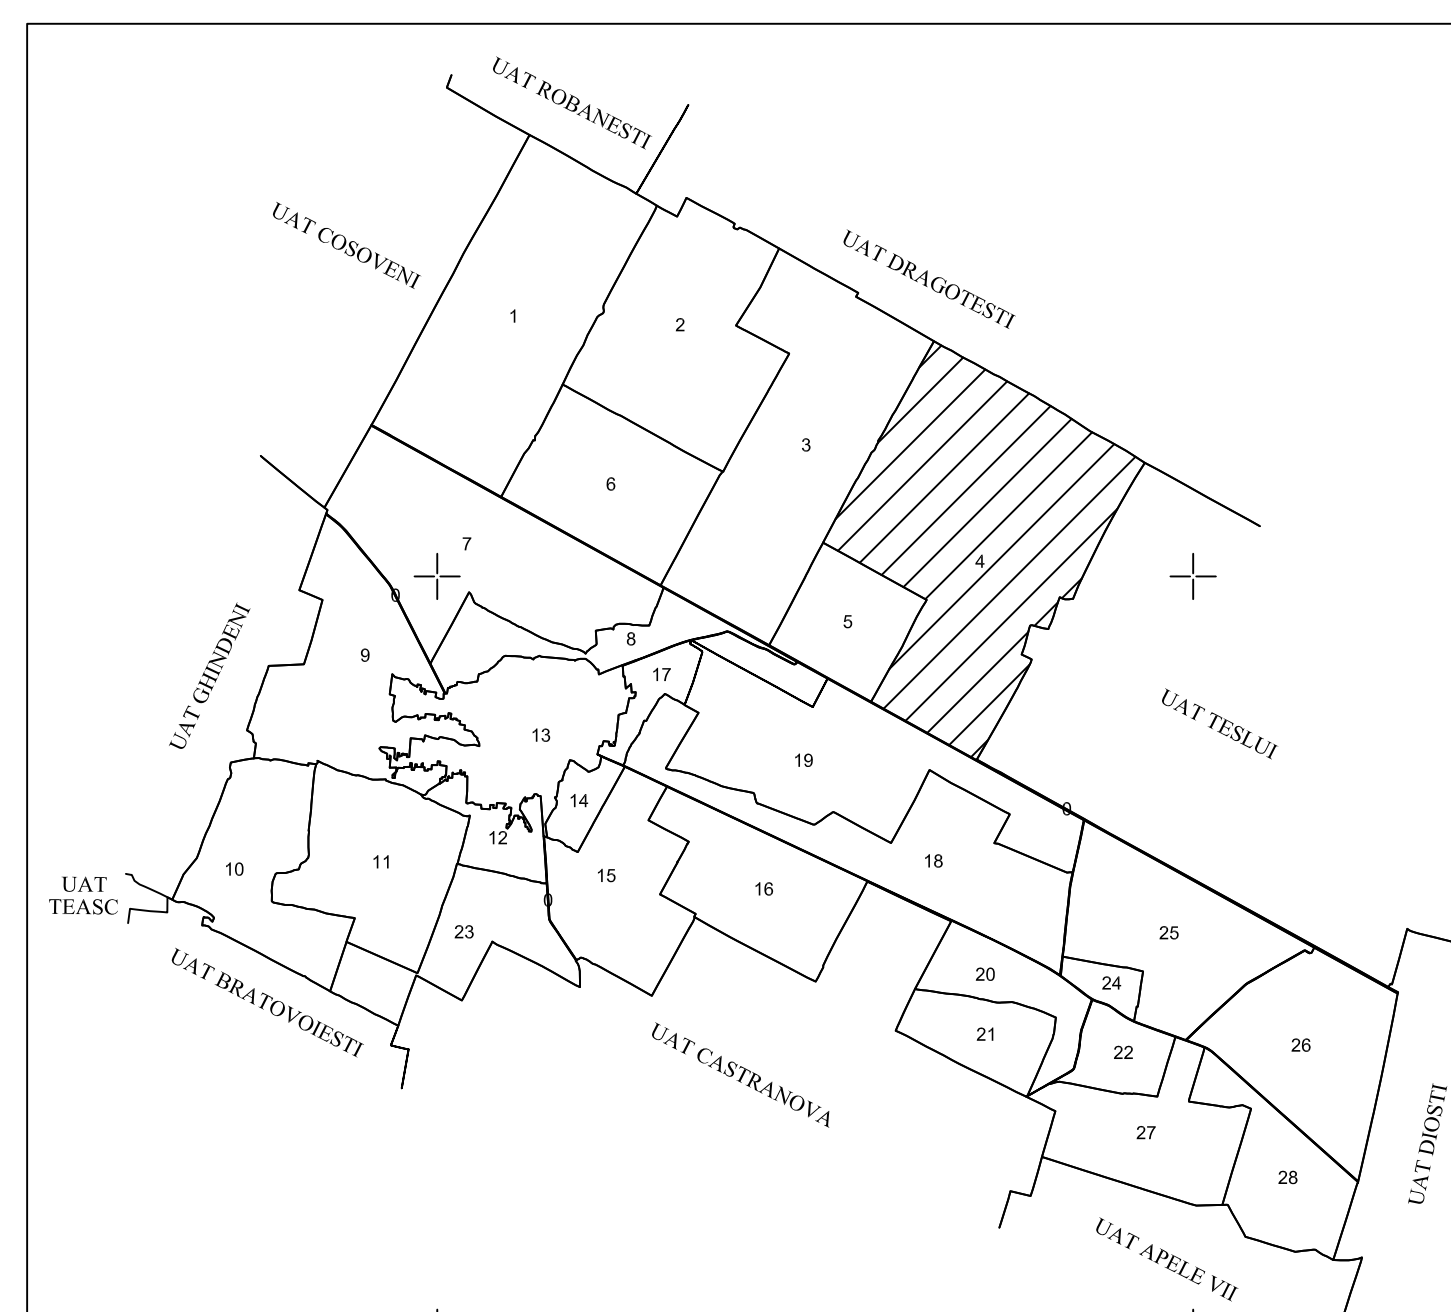 UAT ROBANESTI
UAT COSOVENI
UAT DRAGOTESTI
1
2
3
6
4
7
5
8
UAT GHINDENI
9
17
UAT TESLUI
13
19
14
12
18
10
11
15
16
UAT
TEASC
23
25
UAT BRATOVOIESTI
20
24
21
22
26
UAT CASTRANOVA
27
28
UAT DIOSTI
UAT APELE VII
0
0
0